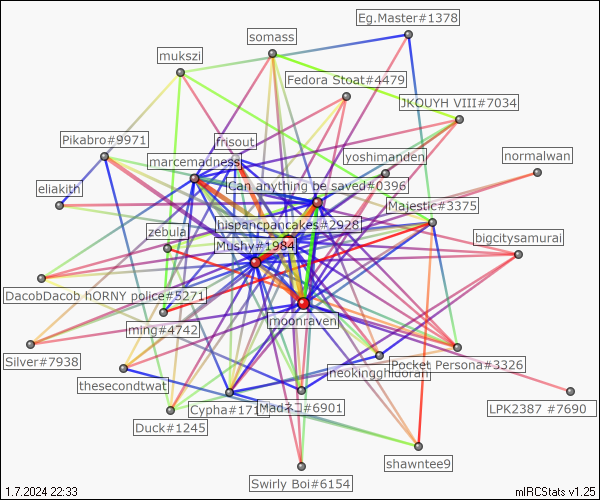 Eg.Master#1378
somass
mukszi
Fedora Stoat#4479
JKOUYH VIII#7034
Pikabro#9971
frisout
marcemadness
yoshimanden
normalwan
Can anything be saved#0396
eliakith
Majestic#3375
hispancpancakes#2928
zebula
bigcitysamurai
Mushy#1984
DacobDacob hORNY police#5271
moonraven
ming#4742
Silver#7938
Pocket Persona#3326
neokingghidorah
thesecondtwat
Cypha#171
Madネコ#6901
LPK2387 #7690
Duck#1245
shawntee9
Swirly Boi#6154
1.7.2024 22:33
mIRCStats v1.25